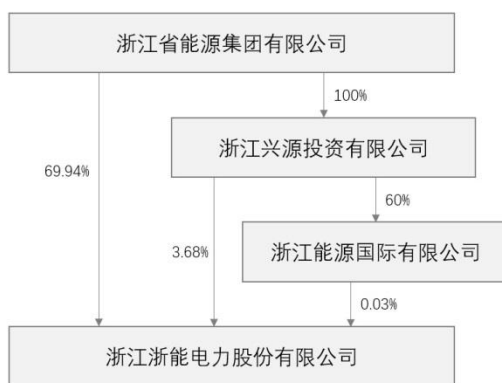 浙江省能源集团有限公司
100%
浙江兴源投资有限公司
69.94%
60%
3.68%
浙江能源国际有限公司
0.03%
浙江浙能电力股份有限公司